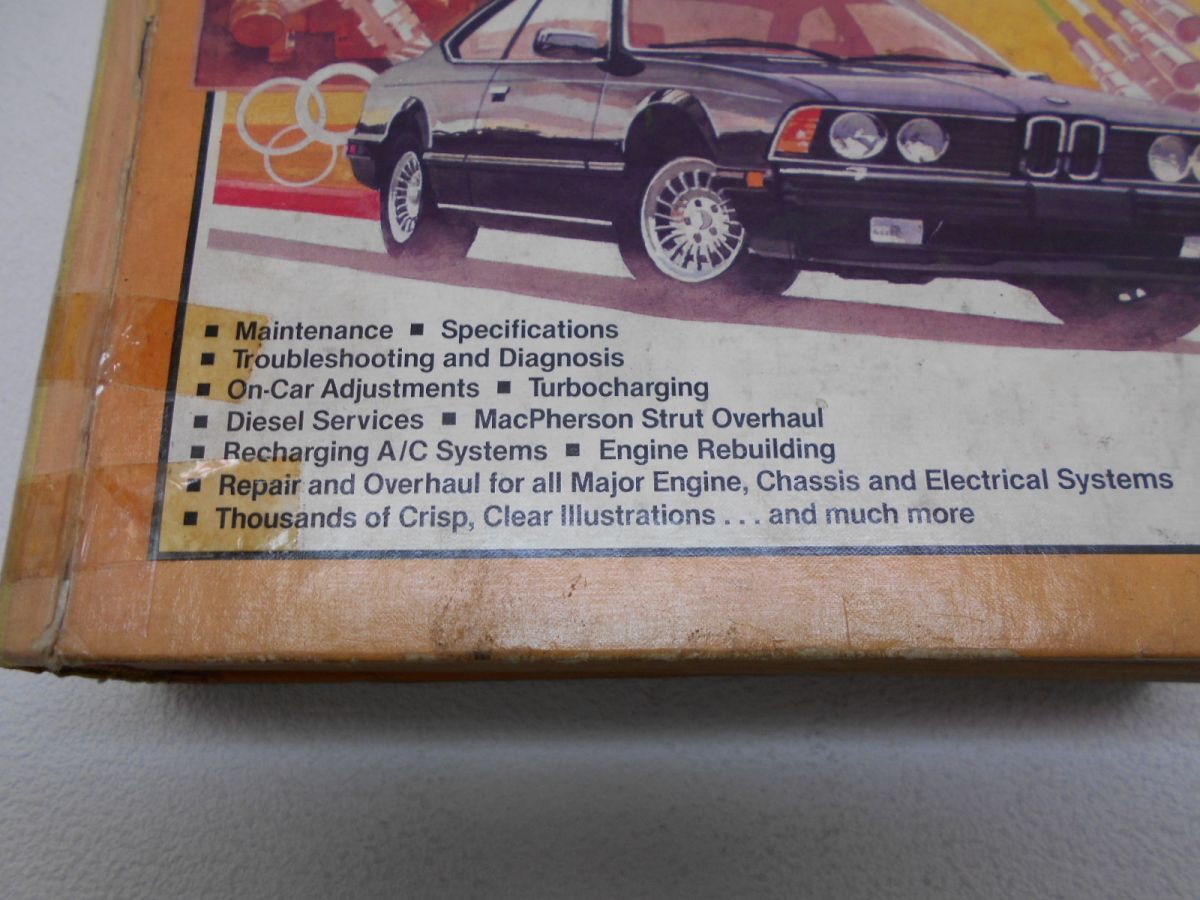 ■ Maintenance ■ Specifications
■ Troubleshooting and Diagnosis
■ On-Car Adjustments ■ Turbocharging
■ Diesel Services ■ MacPherson Strut Overhaul
■ Recharging A/C Systems ■ Engine Rebuilding
■ Repair and Overhaul for all Major Engine, Chassis and Electrical Systems
■ Thousands of Crisp, Clear Illustrations . . . and much more